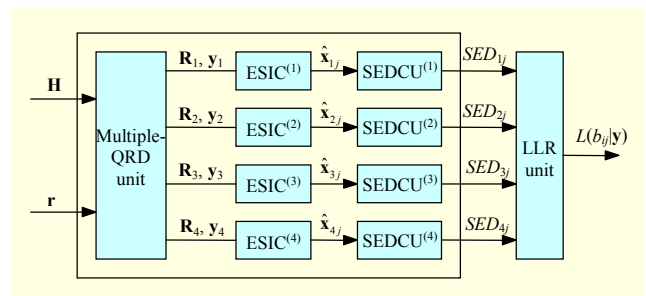 H
r
Multiple-
QRD
unit
R₁, y₁
ESIC⁽¹⁾
x̂₁ⱼ
SEDCU⁽¹⁾
SED₁ⱼ
R₂, y₂
ESIC⁽²⁾
x̂₂ⱼ
SEDCU⁽²⁾
SED₂ⱼ
R₃, y₃
ESIC⁽³⁾
x̂₃ⱼ
SEDCU⁽³⁾
SED₃ⱼ
R₄, y₄
ESIC⁽⁴⁾
x̂₄ⱼ
SEDCU⁽⁴⁾
SED₄ⱼ
LLR
unit
L(bᵢⱼ|y)